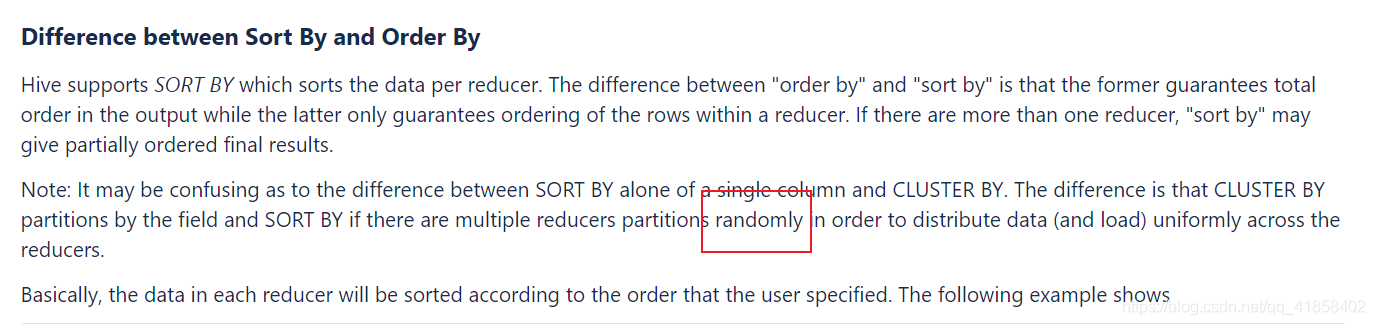 Difference between Sort By and Order By
Hive supports SORT BY which sorts the data per reducer. The difference between "order by" and "sort by" is that the former guarantees total
order in the output while the latter only guarantees ordering of the rows within a reducer. If there are more than one reducer, "sort by" may
give partially ordered final results.
Note: It may be confusing as to the difference between SORT BY alone of a single column and CLUSTER BY. The difference is that CLUSTER BY
partitions by the field and SORT BY if there are multiple reducers partitions randomly in order to distribute data (and load) uniformly across the
reducers.
Basically, the data in each reducer will be sorted according to the order that the user specified. The following example shows
https://blog.csdn.net/qq_41858402